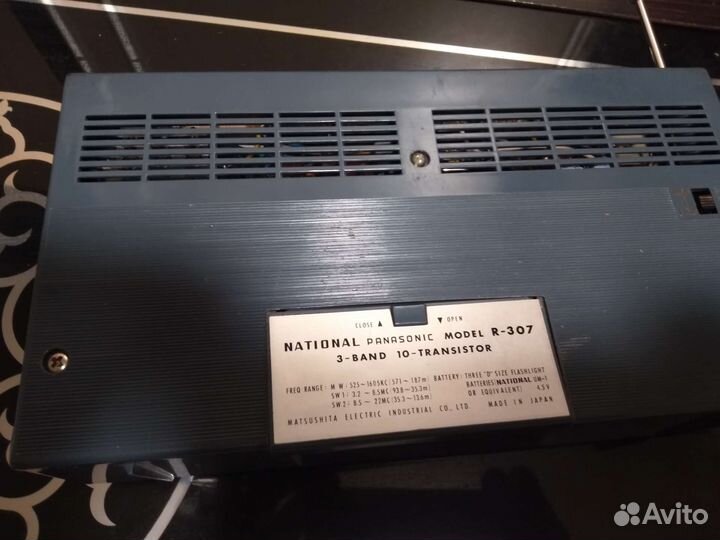 CLOSE ▲ ▼ OPEN
NATIONAL PANASONIC MODEL R-307
3-BAND 10-TRANSISTOR
FREQ RANGE: MW: 525~1605KC (571~187m) BATTERY: THREE "D" SIZE FLASHLIGHT
SW1: 3.2~8.5MC (93.8~35.3m) BATTERIES (NATIONAL UM-1
SW2: 8.5~22MC (35.3~13.6m) OR EQUIVALENT) 4.5V
MATSUSHITA ELECTRIC INDUSTRIAL CO., LTD. MADE IN JAPAN
Avito